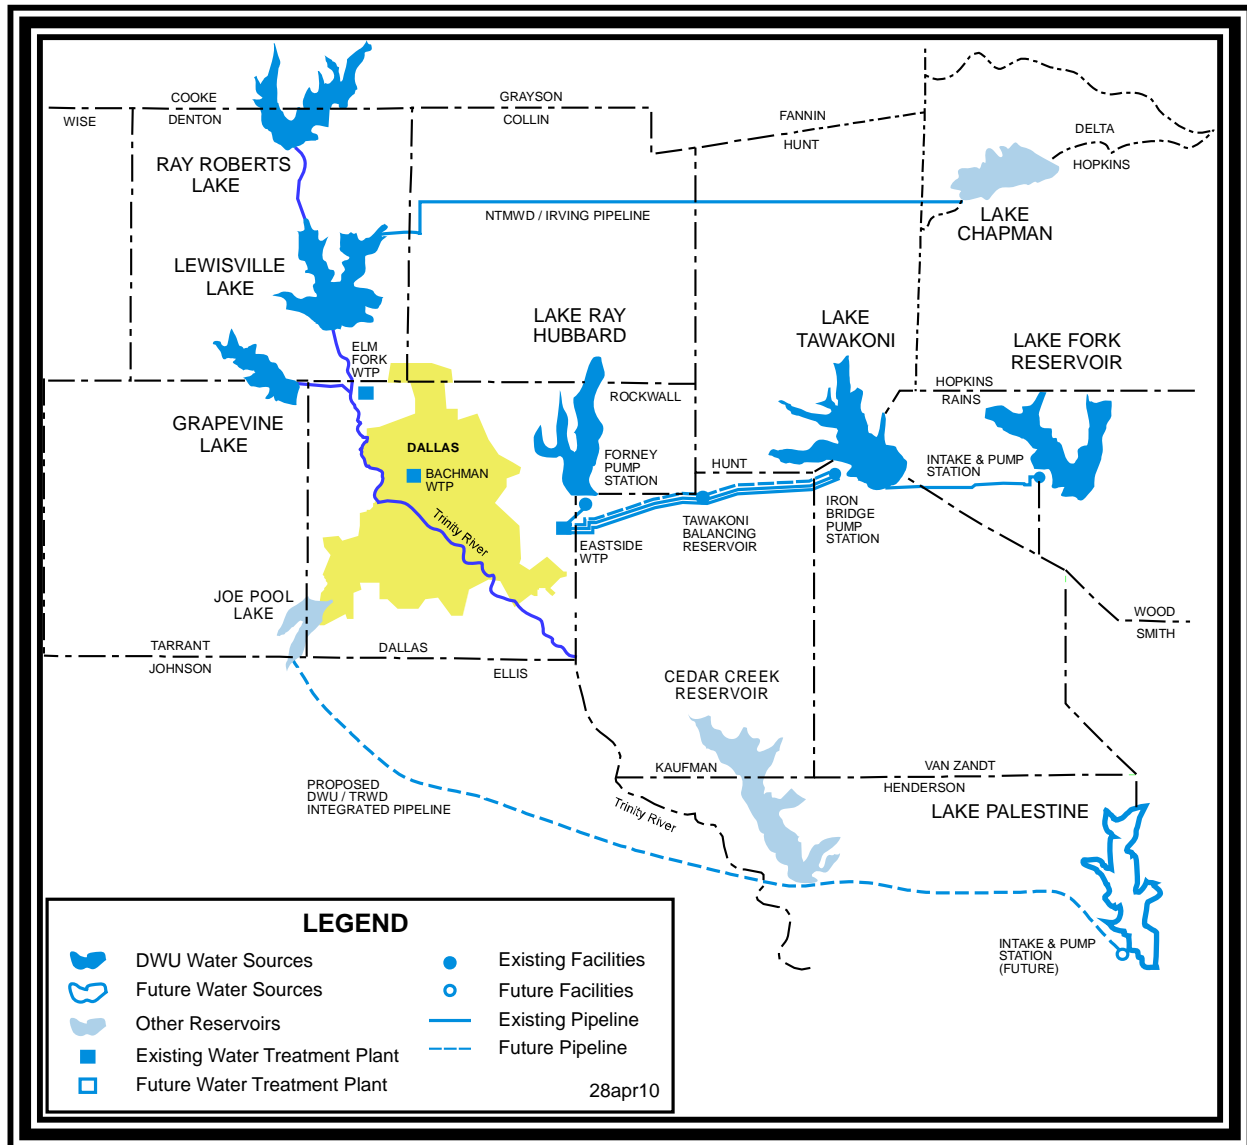 COOKE
WISE
DENTON
GRAYSON
COLLIN
FANNIN
HUNT
DELTA
HOPKINS
RAY ROBERTS
LAKE
NTMWD / IRVING PIPELINE
LAKE
CHAPMAN
LEWISVILLE
LAKE
LAKE RAY
HUBBARD
LAKE
TAWAKONI
LAKE FORK
RESERVOIR
ELM
FORK
WTP
HOPKINS
RAINS
ROCKWALL
GRAPEVINE
LAKE
DALLAS
BACHMAN
WTP
FORNEY
PUMP
STATION
HUNT
INTAKE & PUMP
STATION
Trinity River
EASTSIDE
WTP
TAWAKONI
BALANCING
RESERVOIR
IRON
BRIDGE
PUMP
STATION
JOE POOL
LAKE
WOOD
SMITH
TARRANT
JOHNSON
DALLAS
ELLIS
CEDAR CREEK
RESERVOIR
KAUFMAN
VAN ZANDT
HENDERSON
PROPOSED
DWU / TRWD
INTEGRATED PIPELINE
Trinity River
LAKE PALESTINE
INTAKE & PUMP
STATION
(FUTURE)
LEGEND
DWU Water Sources
Future Water Sources
Other Reservoirs
Existing Water Treatment Plant
Future Water Treatment Plant
Existing Facilities
Future Facilities
Existing Pipeline
Future Pipeline
28apr10